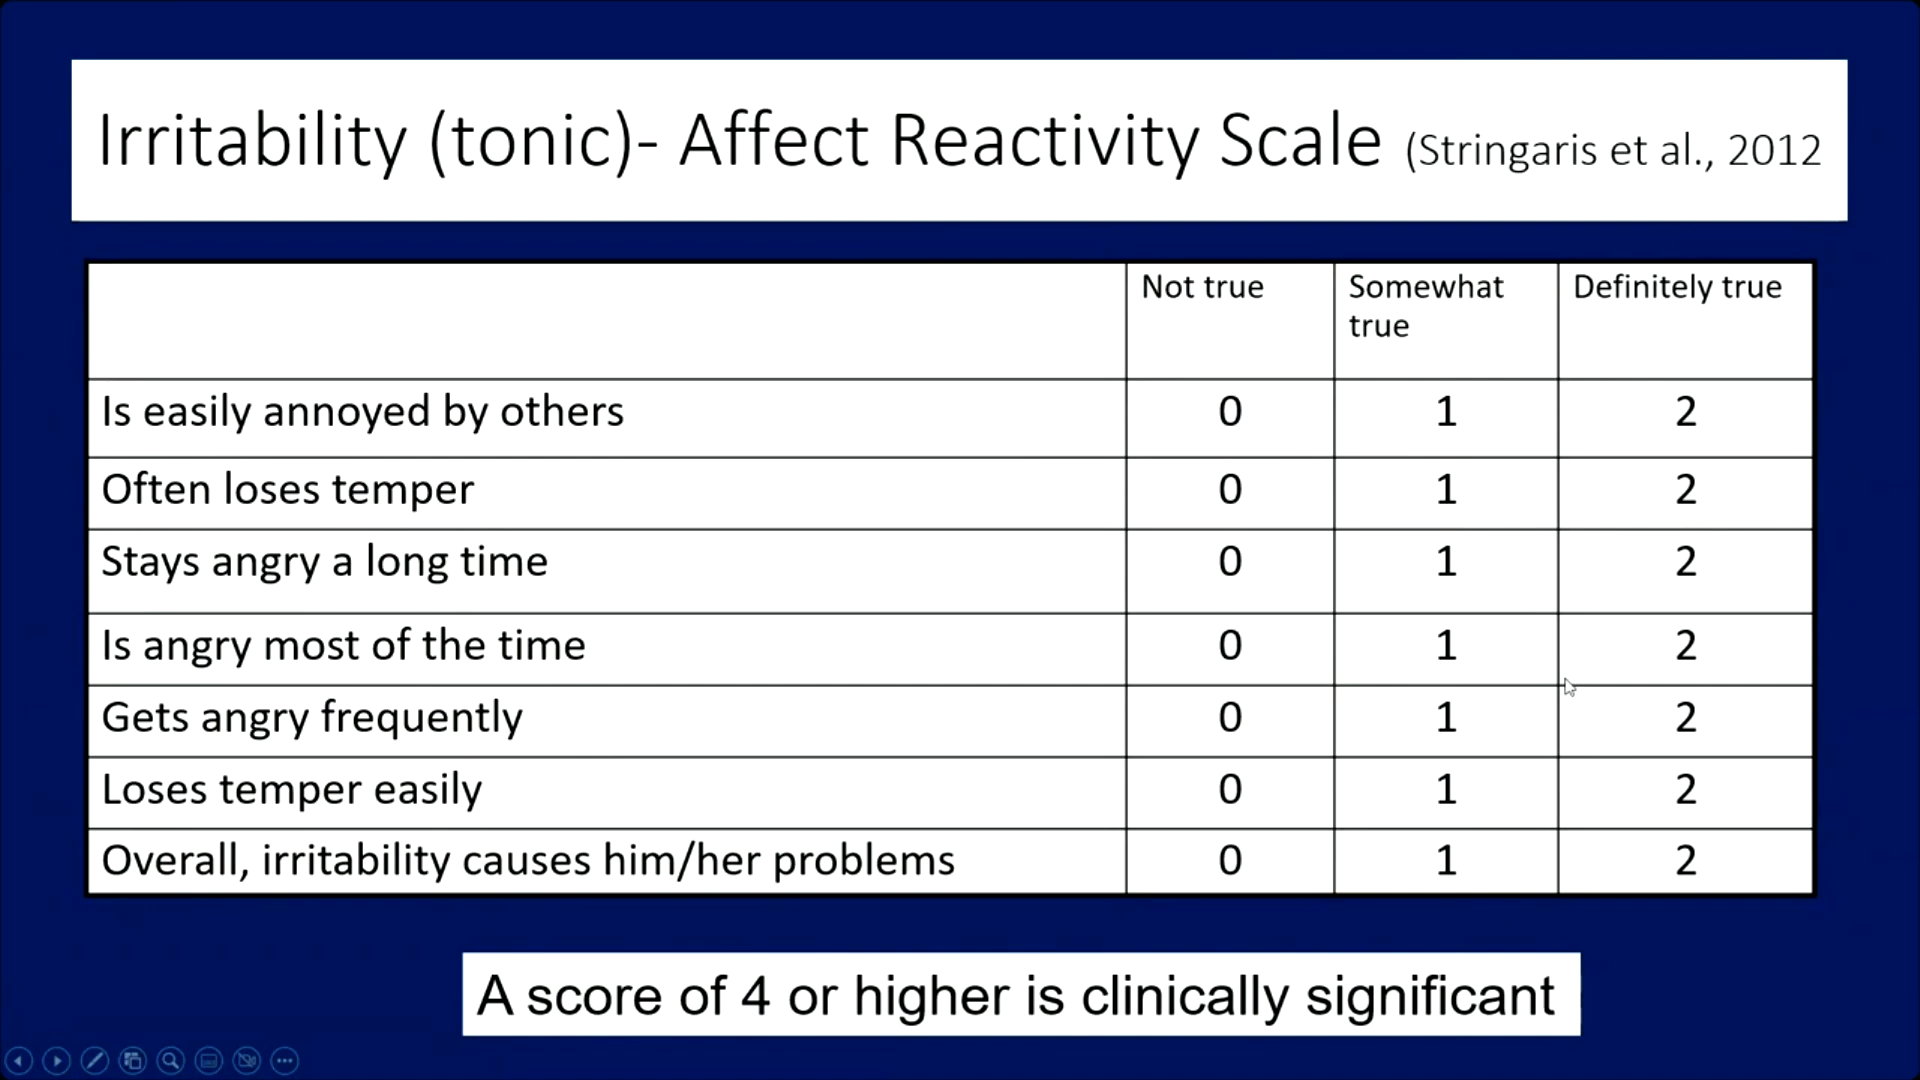 Irritability (tonic)- Affect Reactivity Scale (Stringaris et al., 2012
Not true Somewhat true Definitely true
Is easily annoyed by others 0 1 2
Often loses temper 0 1 2
Stays angry a long time 0 1 2
Is angry most of the time 0 1 2
Gets angry frequently 0 1 2
Loses temper easily 0 1 2
Overall, irritability causes him/her problems 0 1 2
A score of 4 or higher is clinically significant